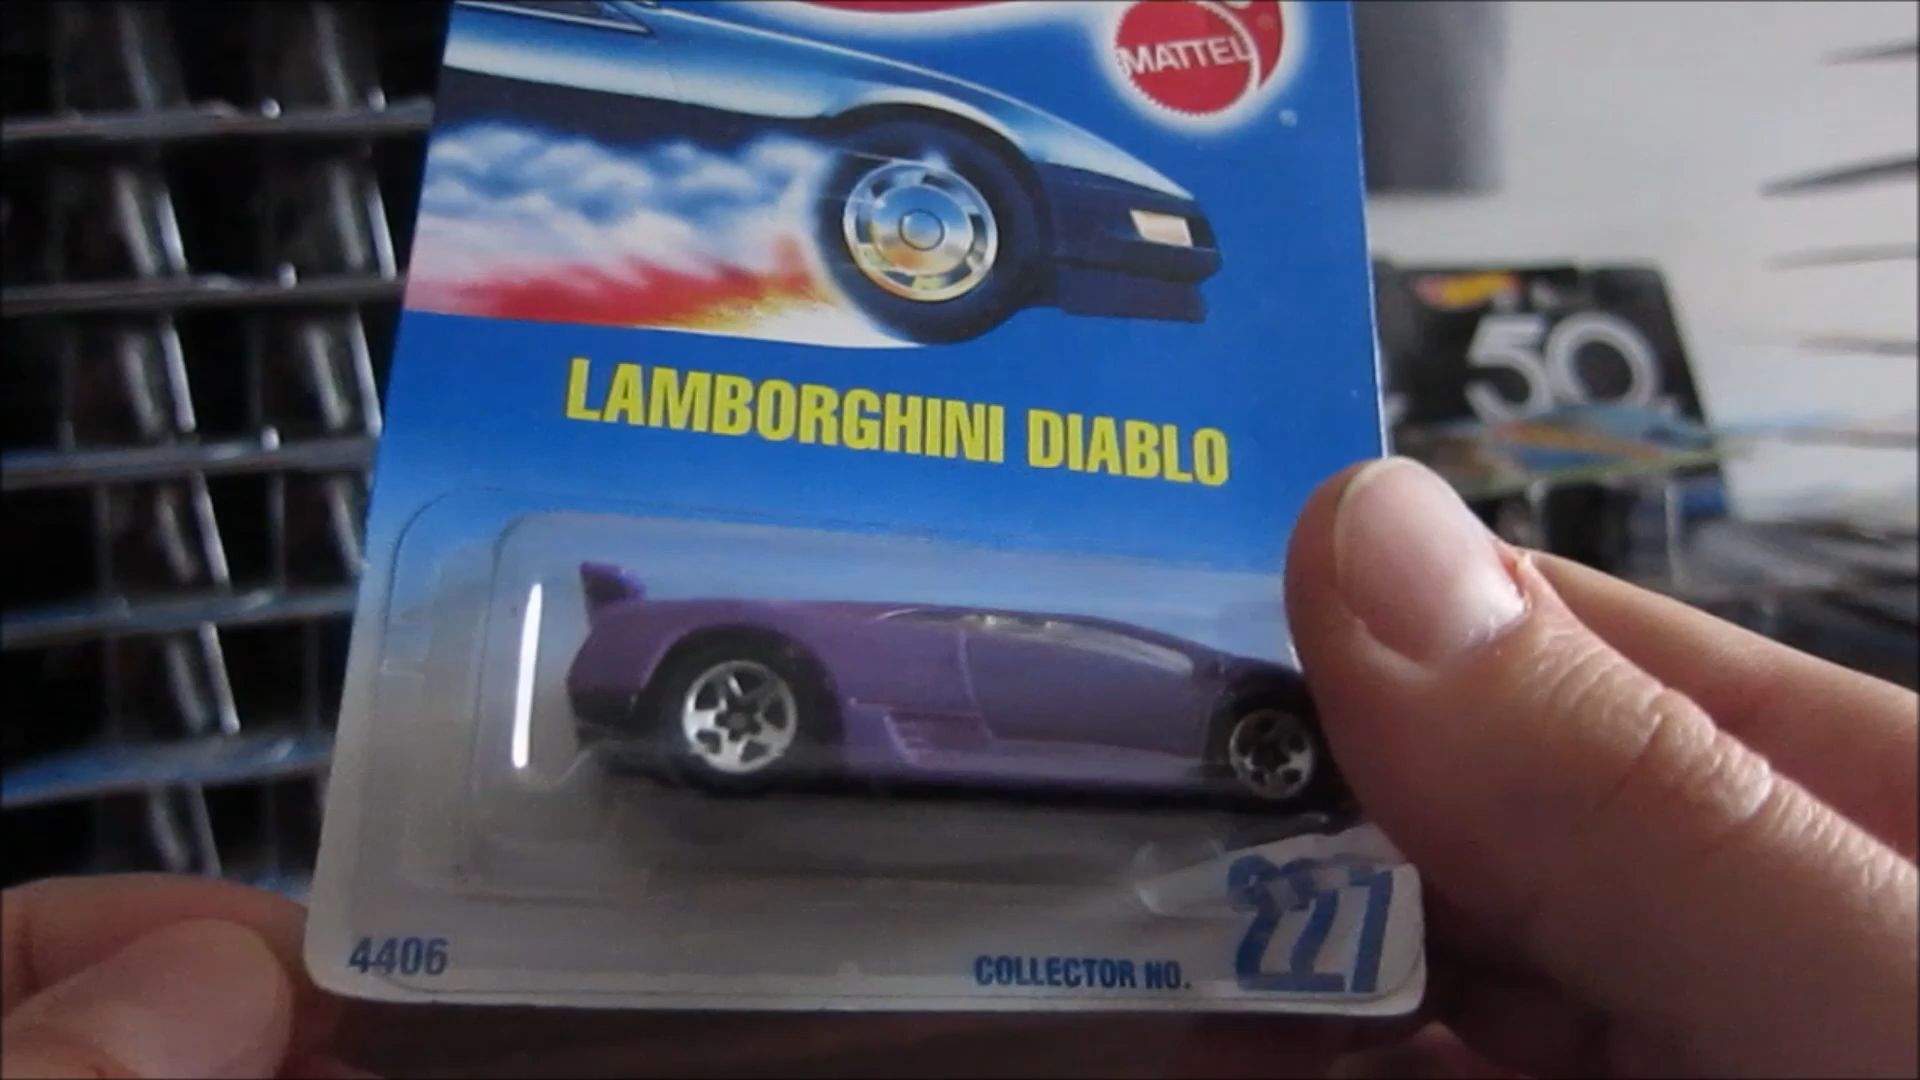 MATTEL
50
LAMBORGHINI DIABLO
4406
COLLECTOR NO.
227